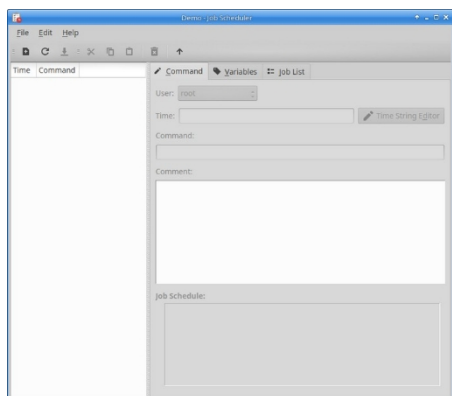 Demo - Job Scheduler
File Edit Help
Time Command
Command Variables Job List
User: root
Time: Time String Editor
Command:
Comment:
Job Schedule: